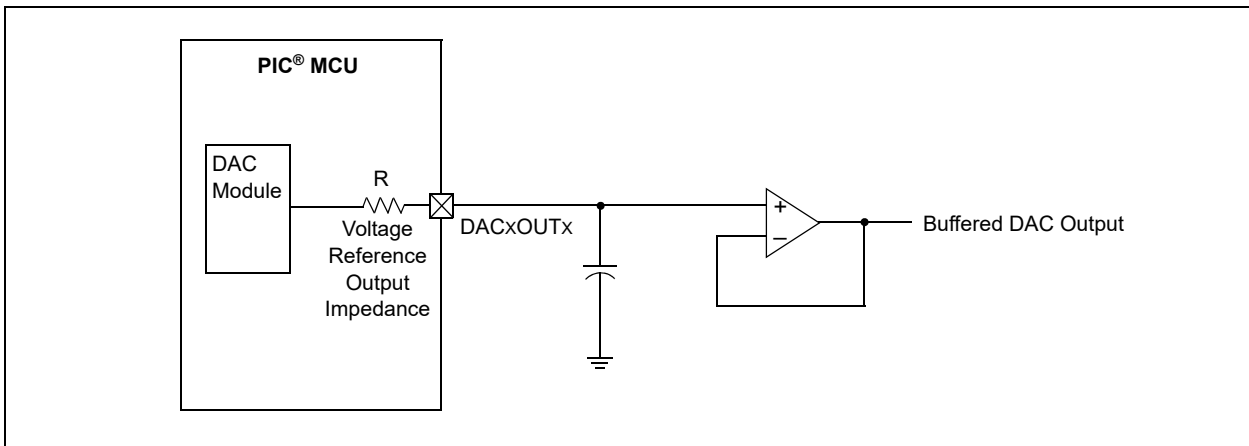 PIC® MCU
DAC
Module
R
Voltage
Reference
Output
Impedance
DACXOUTX
+
–
Buffered DAC Output